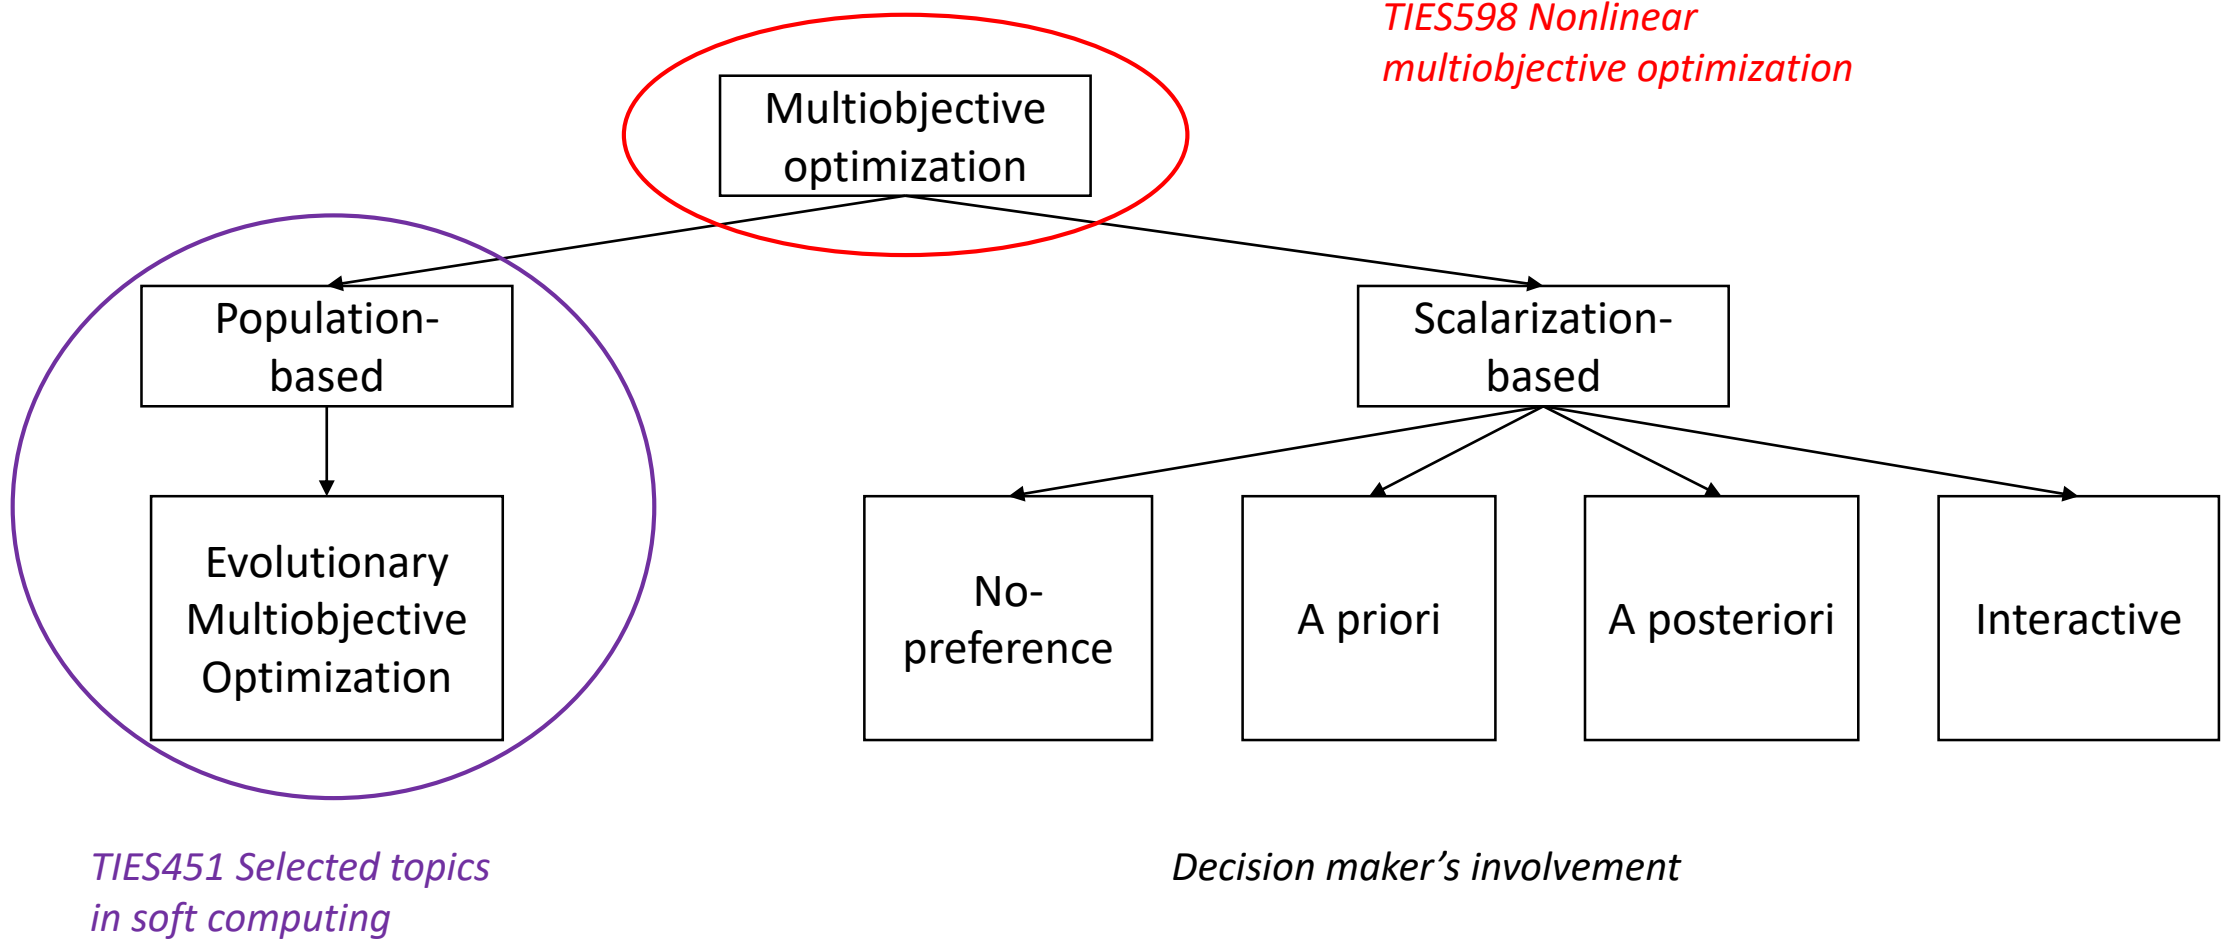 TIES598 Nonlinear
multiobjective optimization
Multiobjective
optimization
Population-
based
Scalarization-
based
Evolutionary
Multiobjective
Optimization
No-
preference
A priori
A posteriori
Interactive
TIES451 Selected topics
in soft computing
Decision maker’s involvement